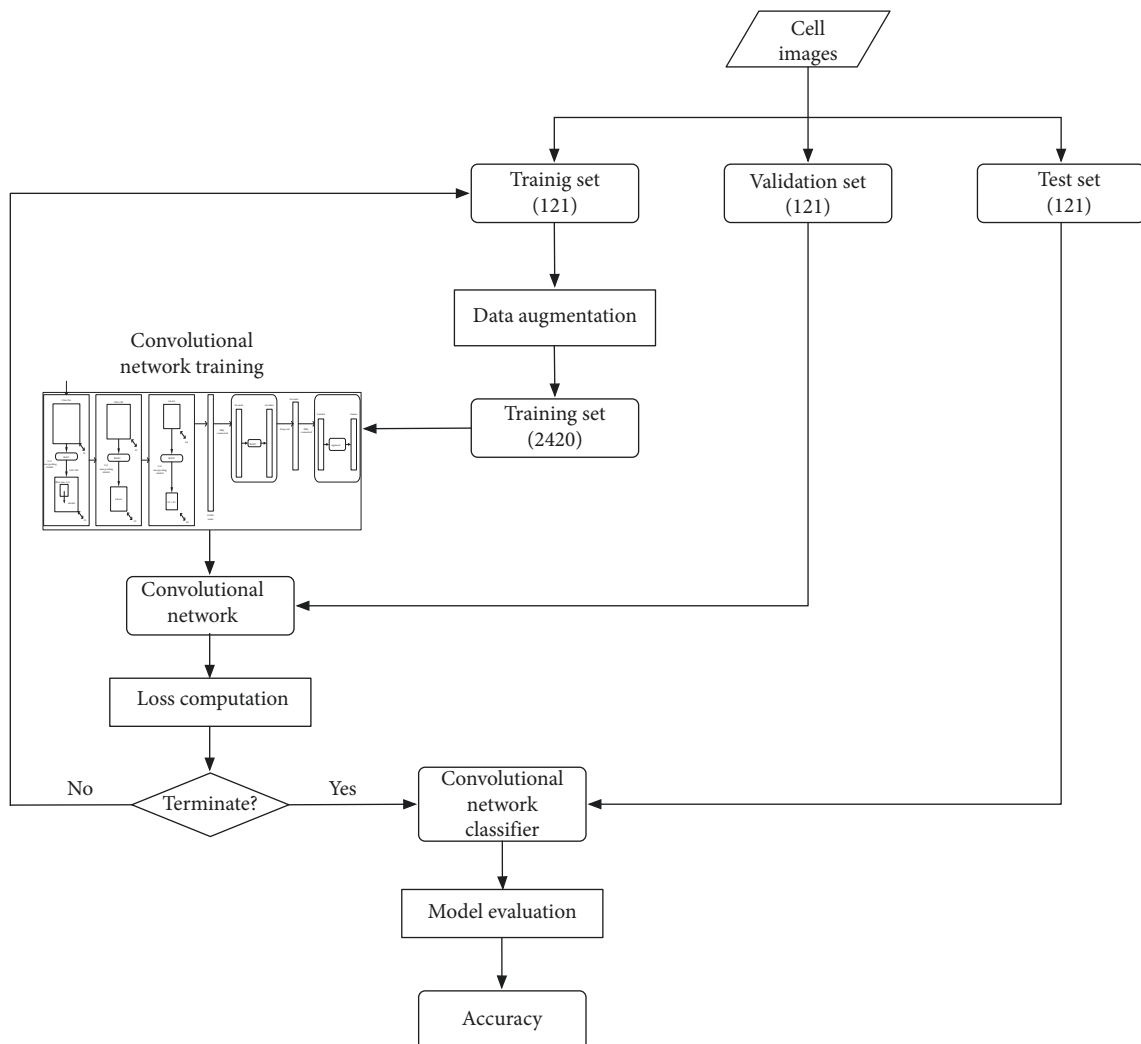 Cell
images
Trainig set
(121)
Validation set
(121)
Test set
(121)
Data augmentation
Convolutional
network training
Training set
(2420)
Convolutional
network
Loss computation
No
Terminate?
Yes
Convolutional
network
classifier
Model evaluation
Accuracy